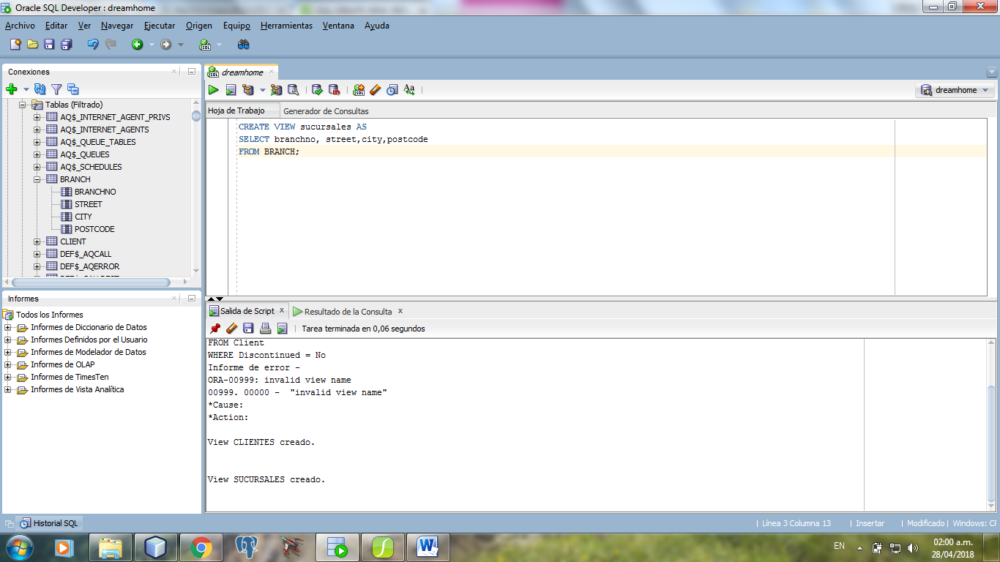 Oracle SQL Developer : dreamhome
Archivo Editar Ver Navegar Ejecutar Origen Equipo Herramientas Ventana Ayuda
Conexiones
Tablas (Filtrado)
AQ$_INTERNET_AGENT_PRIVS
AQ$_INTERNET_AGENTS
AQ$_QUEUE_TABLES
AQ$_QUEUES
AQ$_SCHEDULES
BRANCH
BRANCHNO
STREET
CITY
POSTCODE
CLIENT
DEF$_AQCALL
DEF$_AQERROR
Informes
Todos los Informes
Informes de Diccionario de Datos
Informes Definidos por el Usuario
Informes de Modelador de Datos
Informes de OLAP
Informes de TimesTen
Informes de Vista Analítica
dreamhome
dreamhome
Hoja de Trabajo Generador de Consultas
CREATE VIEW sucursales AS
SELECT branchno, street,city,postcode
FROM BRANCH;
Salida de Script Resultado de la Consulta
Tarea terminada en 0,06 segundos
FROM Client
WHERE Discontinued = No
Informe de error -
ORA-00999: invalid view name
00999. 00000 - "invalid view name"
*Cause:
*Action:
View CLIENTES creado.
View SUCURSALES creado.
Historial SQL
Línea 3 Columna 13 Insertar Modificado Windows:
EN
02:00 a.m.
28/04/2018